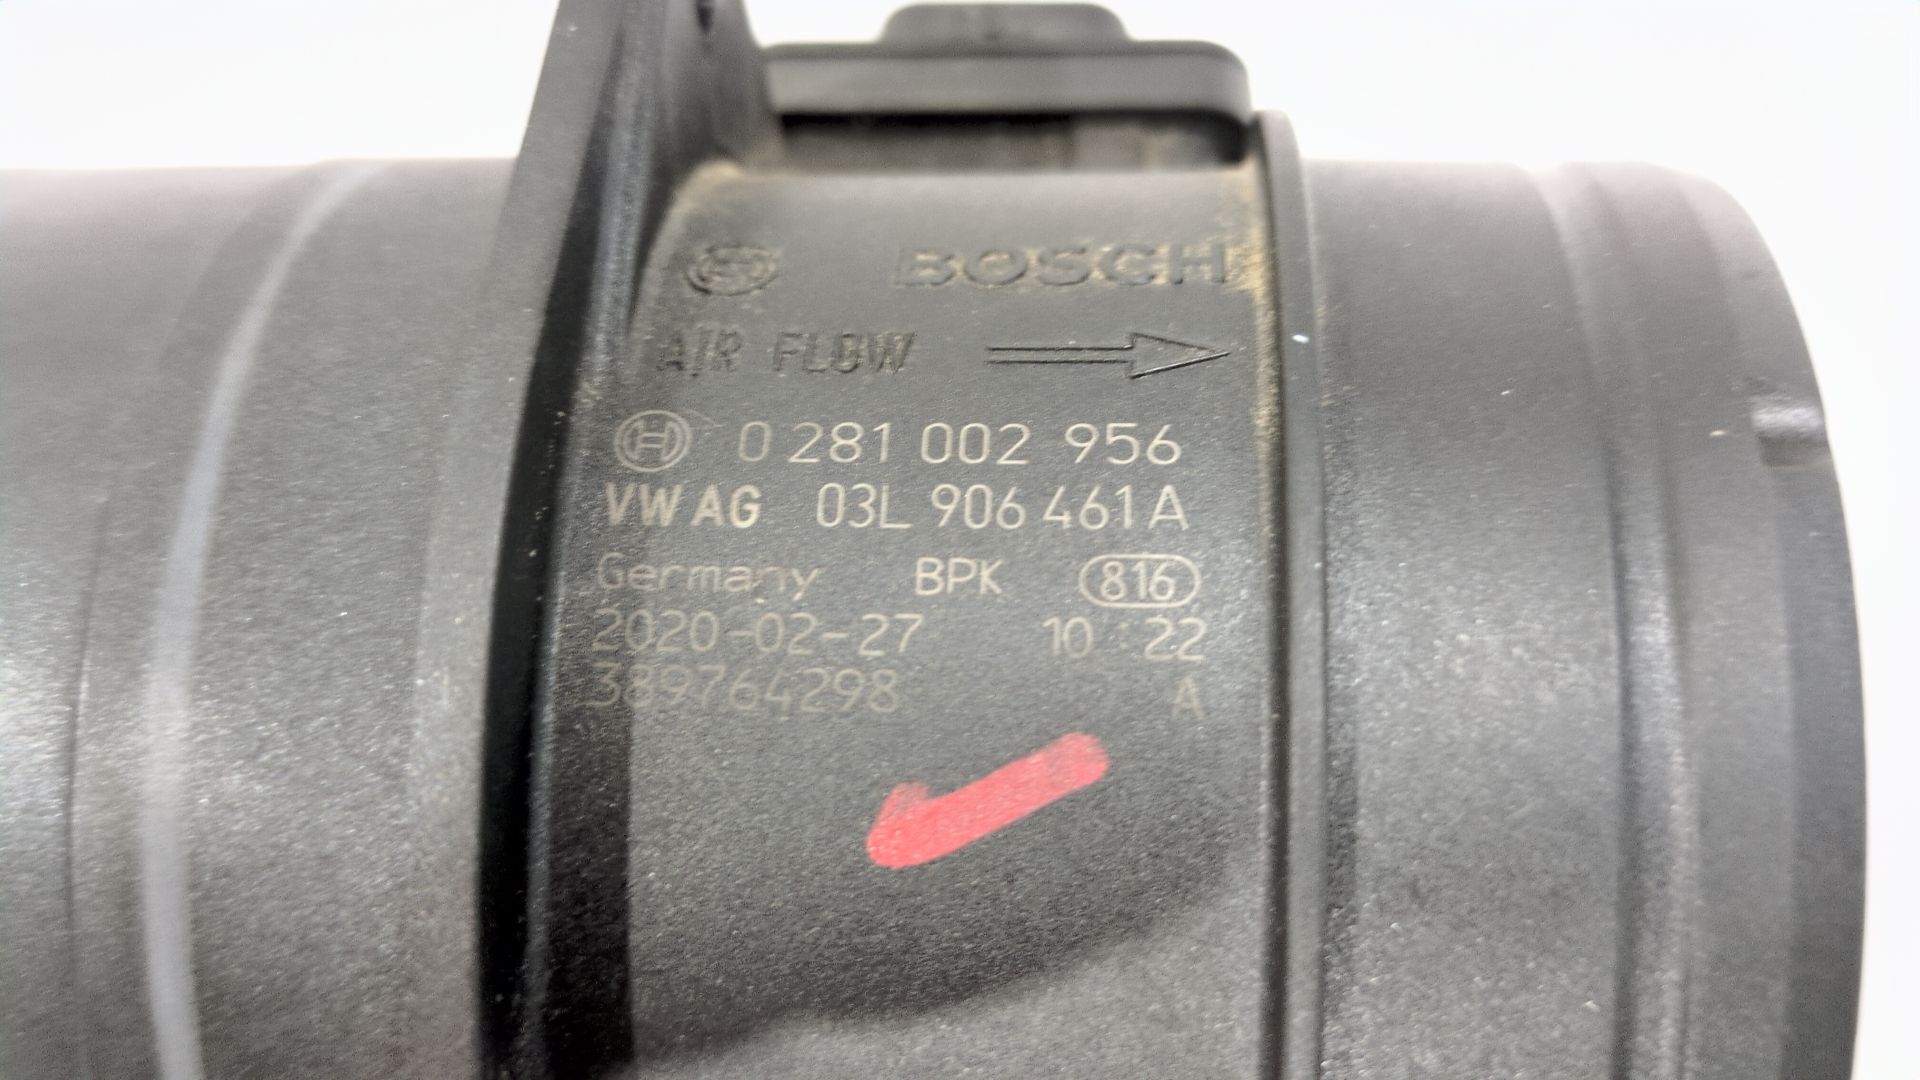 BOSCH
AIR FLOW
0 281 002 956
VW AG 03L 906 461 A
Germany BPK 816
2020-02-27 10:22
389764298 A